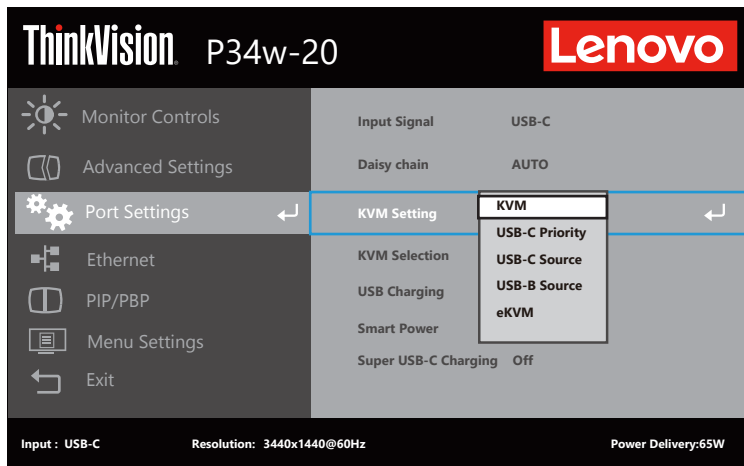 ThinkVision. P34w-20 Lenovo
Monitor Controls
Advanced Settings
Port Settings
Ethernet
PIP/PBP
Menu Settings
Exit
Input Signal USB-C
Daisy chain AUTO
KVM Setting
KVM Selection
USB Charging
Smart Power
Super USB-C Charging Off
KVM
USB-C Priority
USB-C Source
USB-B Source
eKVM
Input : USB-C Resolution: 3440x1440@60Hz Power Delivery:65W